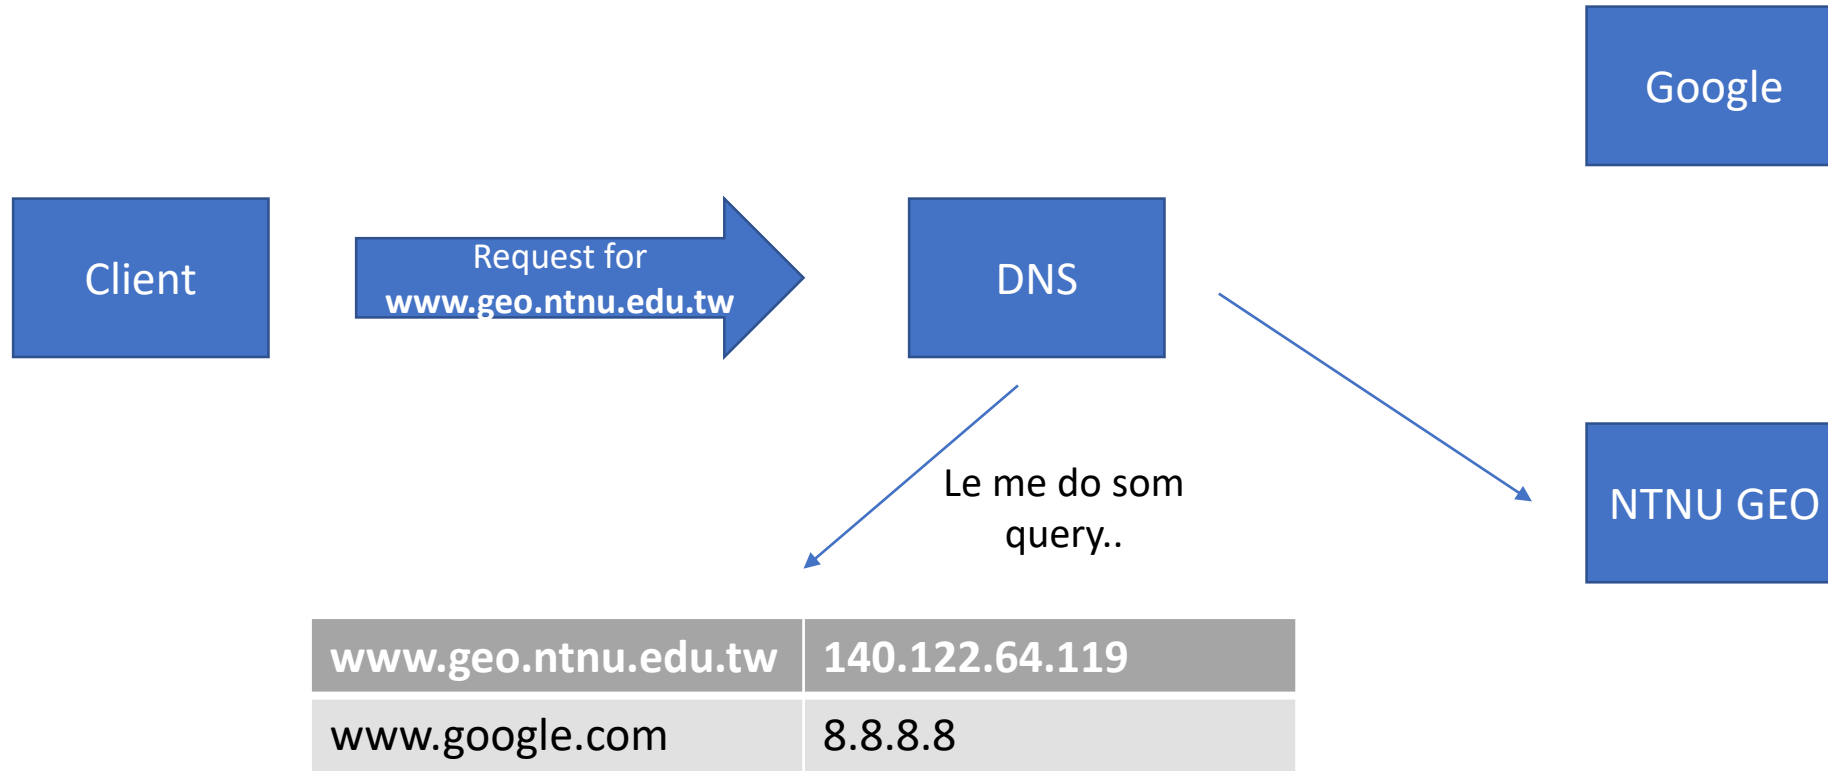 Google
Client
Request for
www.geo.ntnu.edu.tw
DNS
Le me do som
query..
NTNU GEO
www.geo.ntnu.edu.tw 140.122.64.119
www.google.com 8.8.8.8